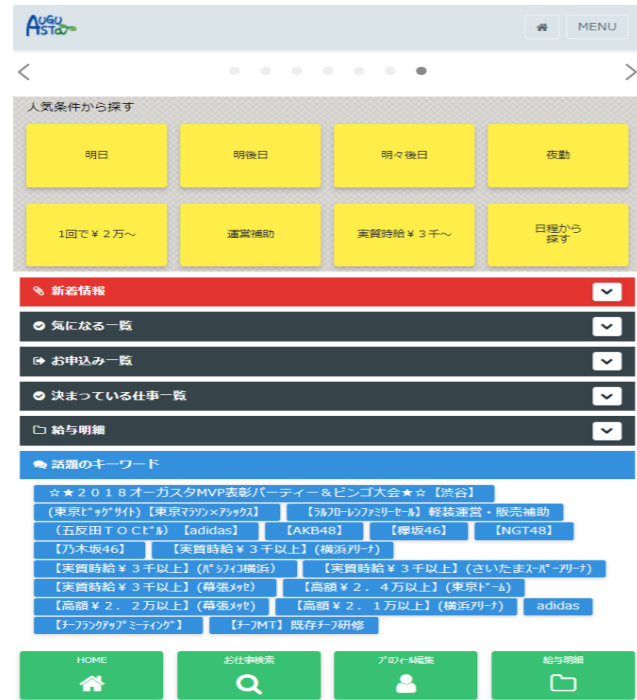 AUGUSTA
MENU
人気条件から探す
明日 明後日 明々後日 夜勤
1回で¥2万～ 運営補助 実質時給¥3千～ 日程から
探す
新着情報
気になる一覧
お申込み一覧
決まっている仕事一覧
給与明細
話題のキーワード
☆★2018オーガスタMVP表彰パーティー＆ビンゴ大会★☆【渋谷】
(東京ﾋﾞｯｸﾞｻｲﾄ)【東京ﾏﾗｿﾝ×ｱｼｯｸｽ】 【ﾗﾙﾌﾛｰﾚﾝﾌｧﾐﾘｰｾｰﾙ】軽装運営・販売補助
(五反田TOCﾋﾞﾙ)【adidas】 【AKB48】 【欅坂46】 【NGT48】
【乃木坂46】 【実質時給¥3千以上】(横浜ｱﾘｰﾅ)
【実質時給¥3千以上】(ﾊﾟｼﾌｨｺ横浜) 【実質時給¥3千以上】(さいたまｽｰﾊﾟｰｱﾘｰﾅ)
【実質時給¥3千以上】(幕張ﾒｯｾ) 【高額¥2．4万以上】(東京ﾄﾞｰﾑ)
【高額¥2．2万以上】(幕張ﾒｯｾ) 【高額¥2．1万以上】(横浜ｱﾘｰﾅ) adidas
【ﾁｰﾌﾗﾝｸｱｯﾌﾟﾐｰﾃｨﾝｸﾞ】 【ﾁｰﾌMT】既存ﾁｰﾌ研修
HOME お仕事検索 ﾌﾟﾛﾌｨｰﾙ編集 給与明細